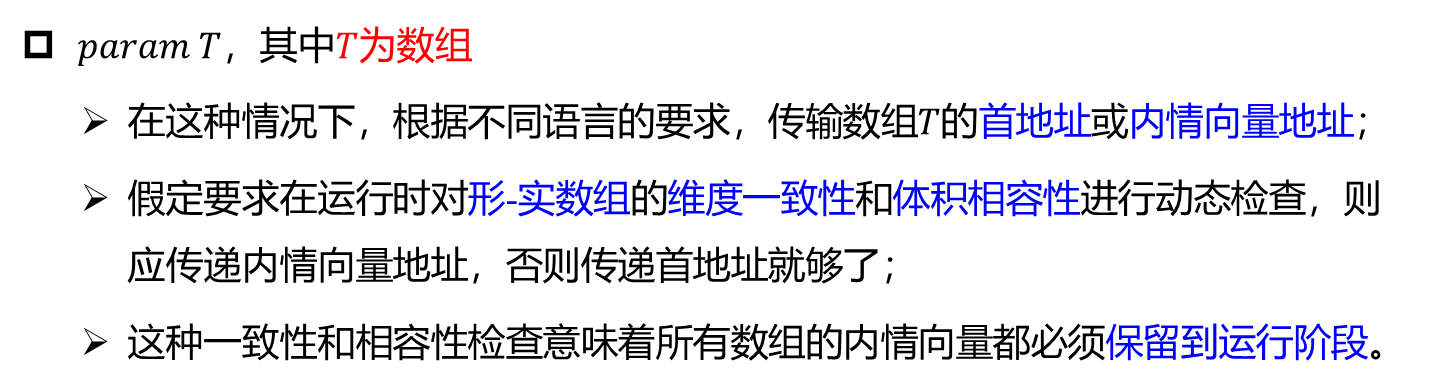 param T，其中T为数组
在这种情况下，根据不同语言的要求，传输数组T的首地址或内情向量地址；
假定要求在运行时对形-实数组的维度一致性和体积相容性进行动态检查，则
应传递内情向量地址，否则传递首地址就够了；
这种一致性和相容性检查意味着所有数组的内情向量都必须保留到运行阶段。